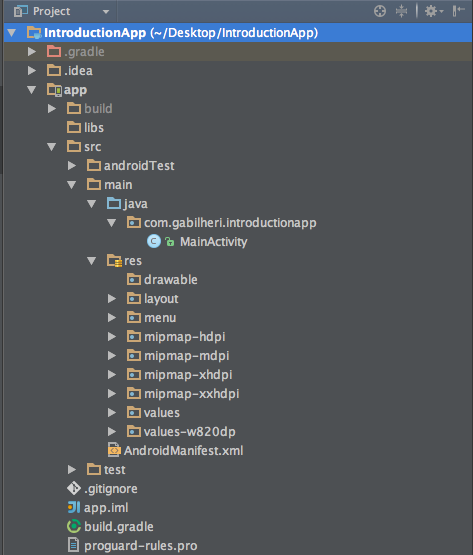 Project
IntroductionApp (~/Desktop/IntroductionApp)
.gradle
.idea
app
build
libs
src
androidTest
main
java
com.gabilheri.introductionapp
C MainActivity
res
drawable
layout
menu
mipmap-hdpi
mipmap-mdpi
mipmap-xhdpi
mipmap-xxhdpi
values
values-w820dp
AndroidManifest.xml
test
.gitignore
app.iml
build.gradle
proguard-rules.pro